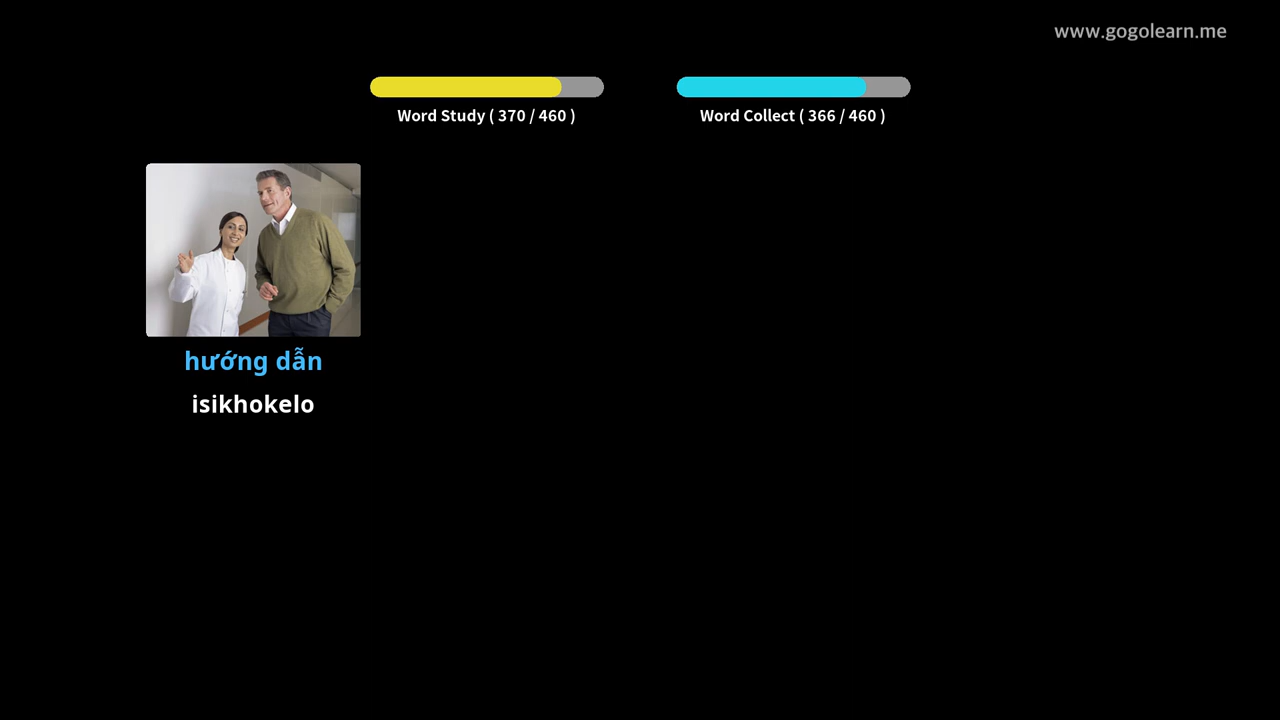 www.gogolearn.me
Word Study ( 370 / 460 )
Word Collect ( 366 / 460 )
hướng dẫn
isikhokelo